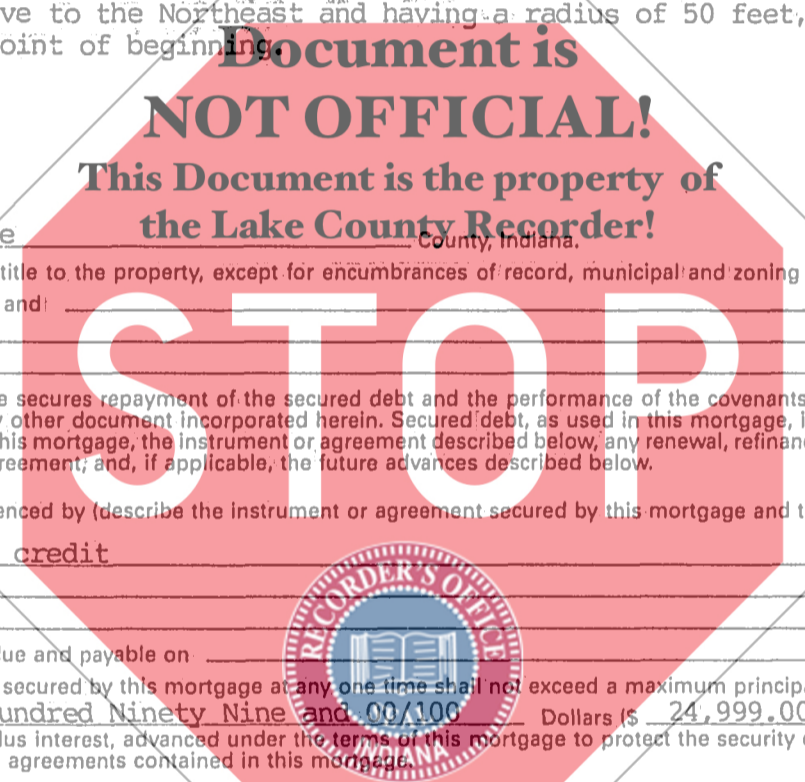 ve to the Northeast and having a radius of 50 feet,
oint of beginning.
Document is
NOT OFFICIAL!
This Document is the property of
the Lake County Recorder!
e County, Indiana.
title to the property, except for encumbrances of record, municipal and zoning
and
STOP
e secures repayment of the secured debt and the performance of the covenants
other document incorporated herein. Secured debt, as used in this mortgage, i
his mortgage, the instrument or agreement described below, any renewal, refinan
reement, and, if applicable, the future advances described below.
enced by (describe the instrument or agreement secured by this mortgage and t
credit
RECORDER'S OFFICE
ue and payable on
secured by this mortgage at any one time shall not exceed a maximum princip
undred Ninety Nine and 00/100 Dollars ($ 24,999.00
lus interest, advanced under the terms of this mortgage to protect the security
agreements contained in this mortgage.
INDIANA